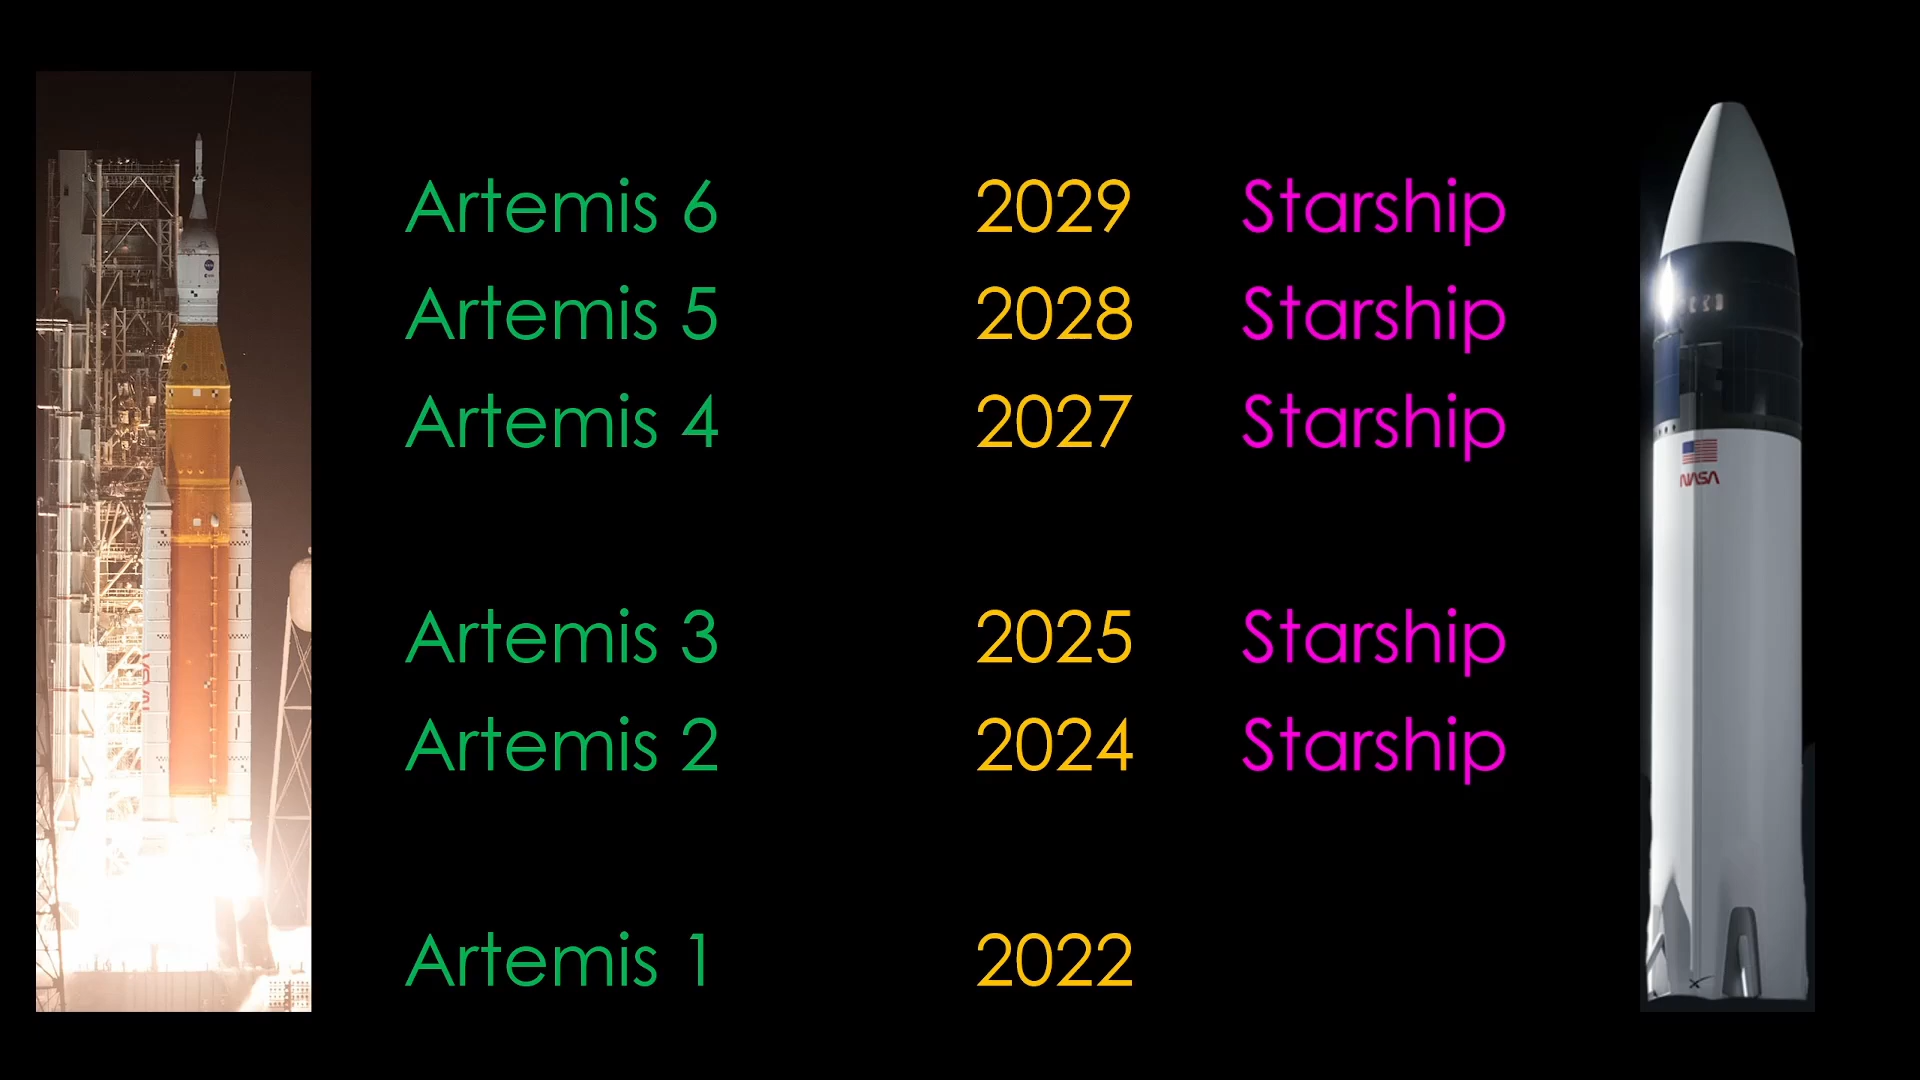 Artemis 6 2029 Starship
Artemis 5 2028 Starship
Artemis 4 2027 Starship
NASA
Artemis 3 2025 Starship
NASA
Artemis 2 2024 Starship
Artemis 1 2022